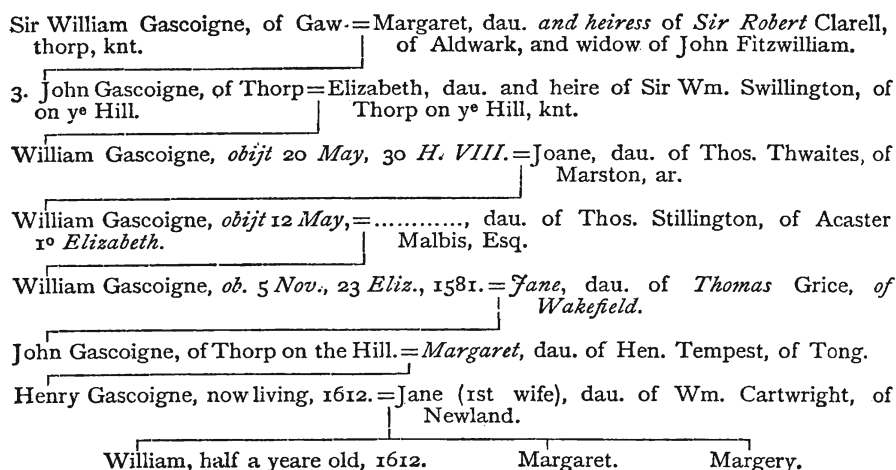 Sir William Gascoigne, of Gaw-=Margaret, dau. and heiress of Sir Robert Clarell,
thorp, knt. of Aldwark, and widow of John Fitzwilliam.
3. John Gascoigne, of Thorp=Elizabeth, dau. and heire of Sir Wm. Swillington, of
on yᵉ Hill. Thorp on yᵉ Hill, knt.
William Gascoigne, obijt 20 May, 30 H. VIII.=Joane, dau. of Thos. Thwaites, of
Marston, ar.
William Gascoigne, obijt 12 May,=............, dau. of Thos. Stillington, of Acaster
1º Elizabeth. Malbis, Esq.
William Gascoigne, ob. 5 Nov., 23 Eliz., 1581.=Jane, dau. of Thomas Grice, of
Wakefield.
John Gascoigne, of Thorp on the Hill.=Margaret, dau. of Hen. Tempest, of Tong.
Henry Gascoigne, now living, 1612.=Jane (1st wife), dau. of Wm. Cartwright, of
Newland.
William, half a yeare old, 1612. Margaret. Margery.